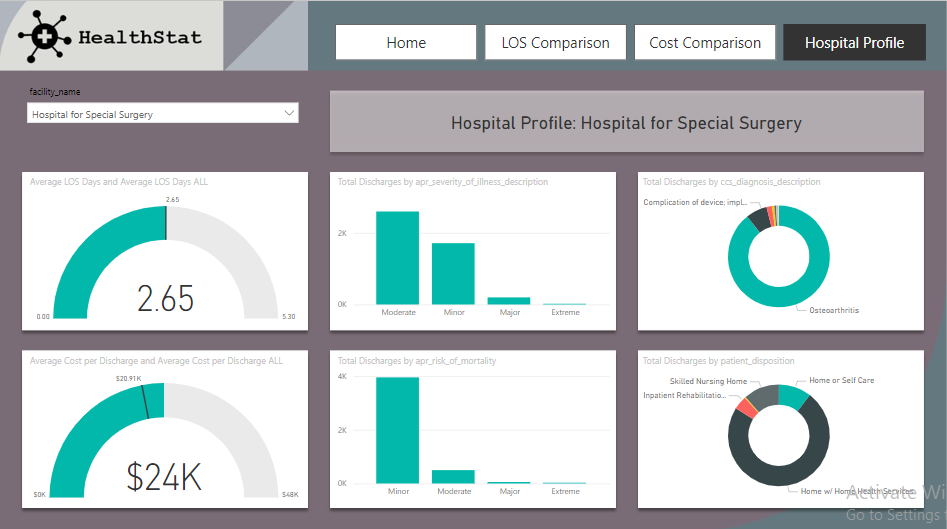 HealthStat
Home
LOS Comparison
Cost Comparison
Hospital Profile
facility_name
Hospital for Special Surgery
Hospital Profile: Hospital for Special Surgery
Average LOS Days and Average LOS Days ALL
2.65
2.65
0.00
5.30
Total Discharges by apr_severity_of_illness_description
2K
0K
Moderate
Minor
Major
Extreme
Total Discharges by ccs_diagnosis_description
Complication of device; impl...
Osteoarthritis
Average Cost per Discharge and Average Cost per Discharge ALL
$20.91K
$24K
$0K
$48K
Total Discharges by apr_risk_of_mortality
4K
2K
0K
Minor
Moderate
Major
Extreme
Total Discharges by patient_disposition
Skilled Nursing Home
Home or Self Care
Inpatient Rehabilitatio...
Home w/ Home Health Services
Activate Wi
Go to Settings t